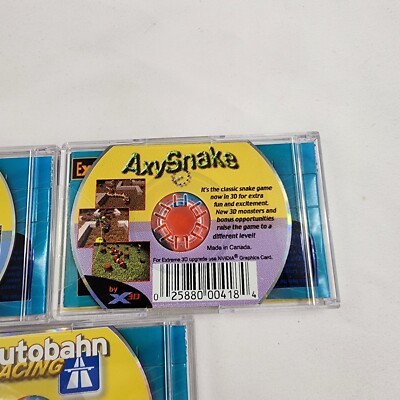 Ex
AxySnake
It's the classic snake game
now in 3D for extra
fun and excitement.
New 3D monsters and
bonus opportunities
raise the game to a
different level!
Made in Canada.
For Extreme 3D upgrade use NVIDIA® Graphics Card.
by X3D
0 25880 00418 4
utobahn
ACING